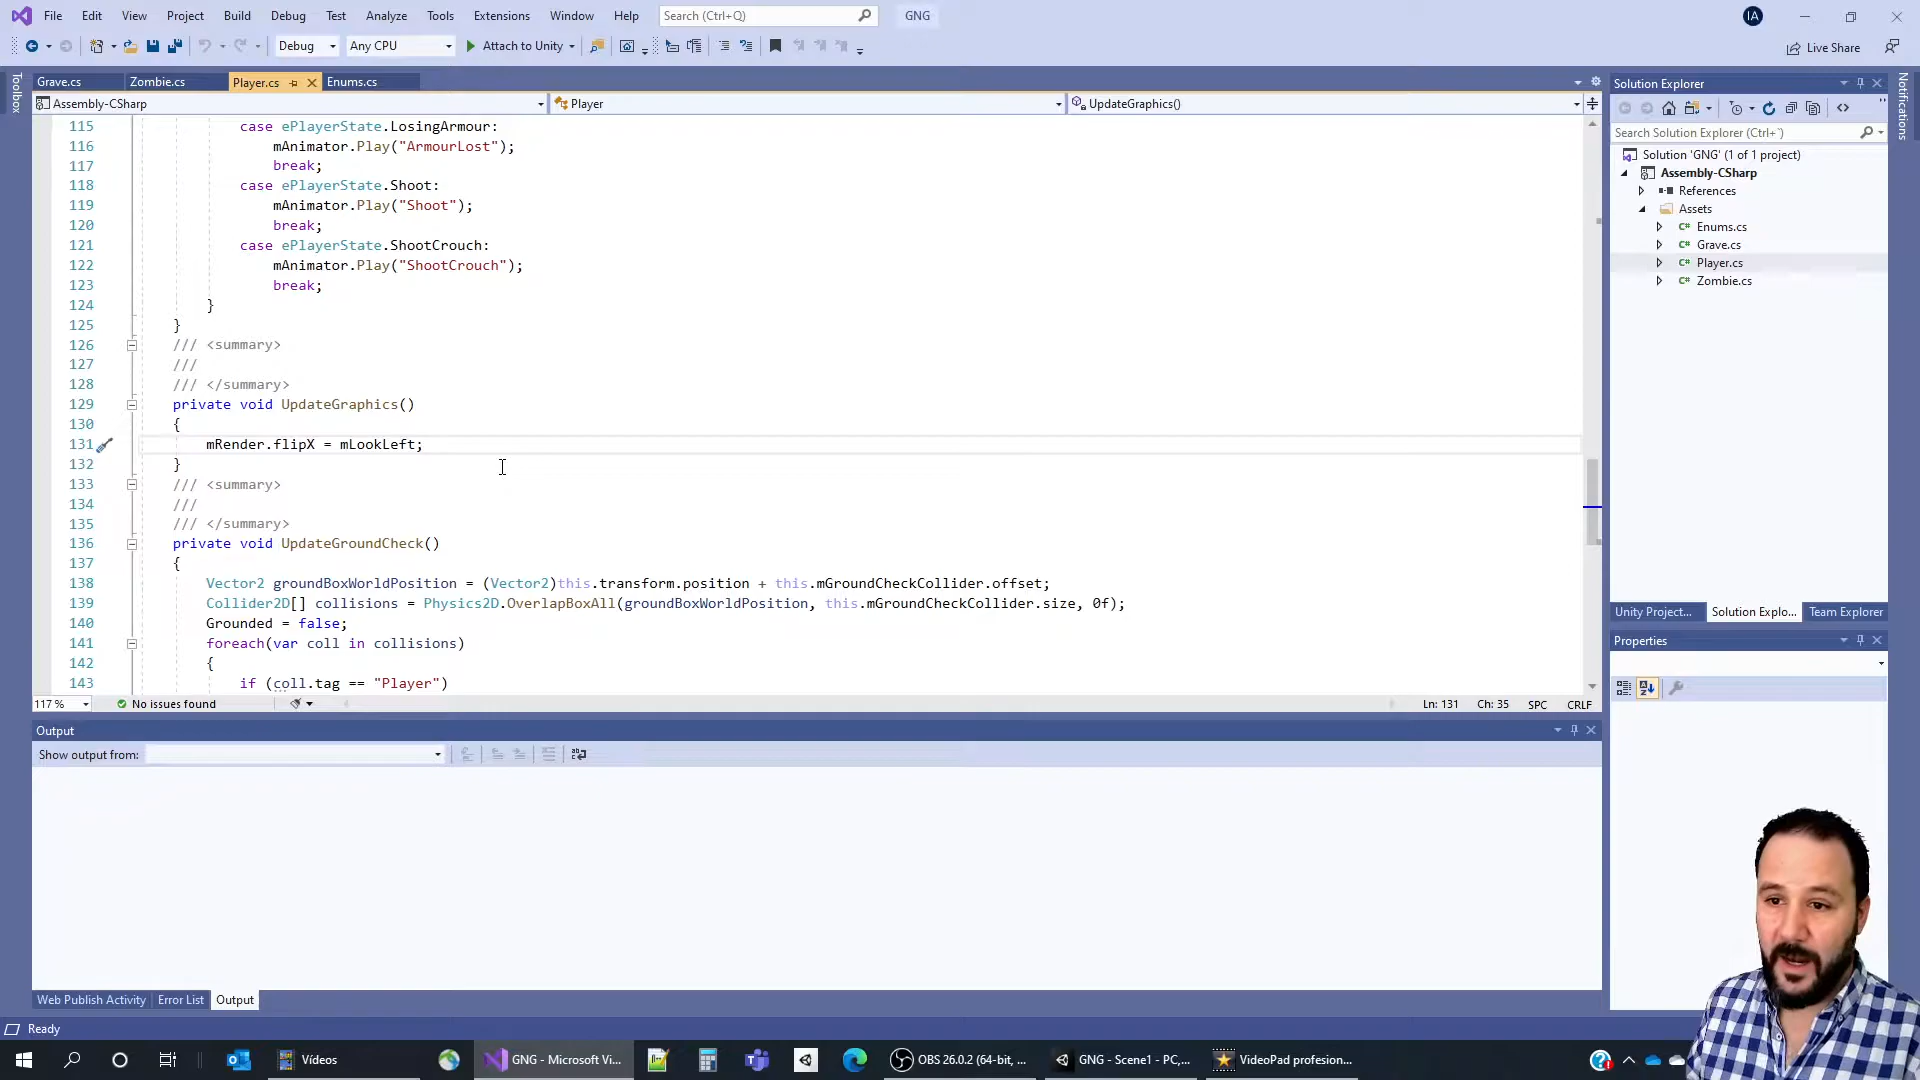 File Edit View Project Build Debug Test Analyze Tools Extensions Window Help Search (Ctrl+Q) GNG IA
Debug Any CPU Attach to Unity Live Share
Toolbox
Grave.cs Zombie.cs Player.cs Enums.cs
Assembly-CSharp Player UpdateGraphics()
115 case ePlayerState.LosingArmour:
116 mAnimator.Play("ArmourLost");
117 break;
118 case ePlayerState.Shoot:
119 mAnimator.Play("Shoot");
120 break;
121 case ePlayerState.ShootCrouch:
122 mAnimator.Play("ShootCrouch");
123 break;
124 }
125 }
126 /// <summary>
127 ///
128 /// </summary>
129 private void UpdateGraphics()
130 {
131 mRender.flipX = mLookLeft;
132 }
133 /// <summary>
134 ///
135 /// </summary>
136 private void UpdateGroundCheck()
137 {
138 Vector2 groundBoxWorldPosition = (Vector2)this.transform.position + this.mGroundCheckCollider.offset;
139 Collider2D[] collisions = Physics2D.OverlapBoxAll(groundBoxWorldPosition, this.mGroundCheckCollider.size, 0f);
140 Grounded = false;
141 foreach(var coll in collisions)
142 {
143 if (coll.tag == "Player")
117 % No issues found Ln: 131 Ch: 35 SPC CRLF
Output
Show output from:
Web Publish Activity Error List Output
Ready
Solution Explorer
Search Solution Explorer (Ctrl+`)
Solution 'GNG' (1 of 1 project)
Assembly-CSharp
References
Assets
C# Enums.cs
C# Grave.cs
C# Player.cs
C# Zombie.cs
Unity Project... Solution Explo... Team Explorer
Properties
Notifications
Vídeos GNG - Microsoft Vi... OBS 26.0.2 (64-bit, ... GNG - Scene1 - PC,... VideoPad profesion...